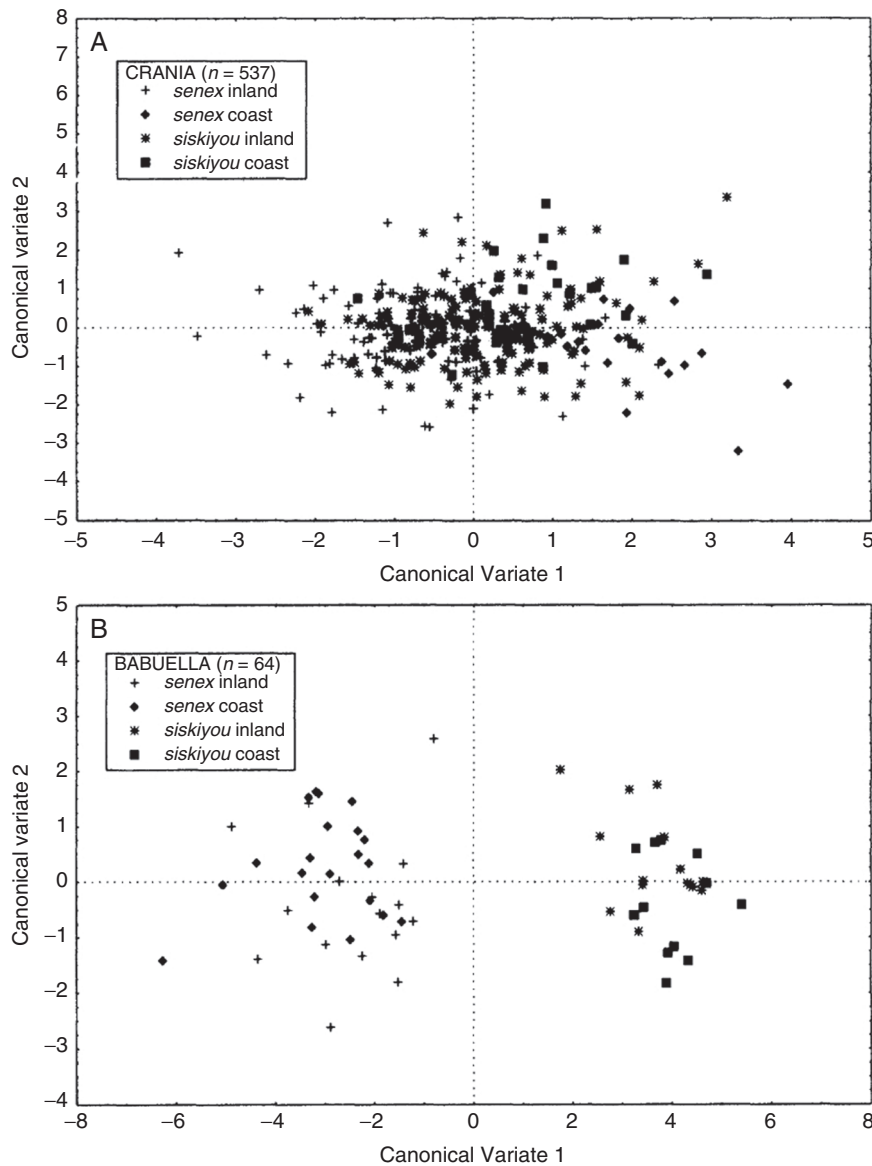 A
CRANIA (n = 537)
senex inland
senex coast
siskiyou inland
siskiyou coast
Canonical variate 2
8
7
6
5
4
3
2
1
0
−1
−2
−3
−4
−5
−5 −4 −3 −2 −1 0 1 2 3 4 5
Canonical Variate 1
B
BABUELLA (n = 64)
senex inland
senex coast
siskiyou inland
siskiyou coast
Canonical variate 2
5
4
3
2
1
0
−1
−2
−3
−4
−8 −6 −4 −2 0 2 4 6 8
Canonical Variate 1